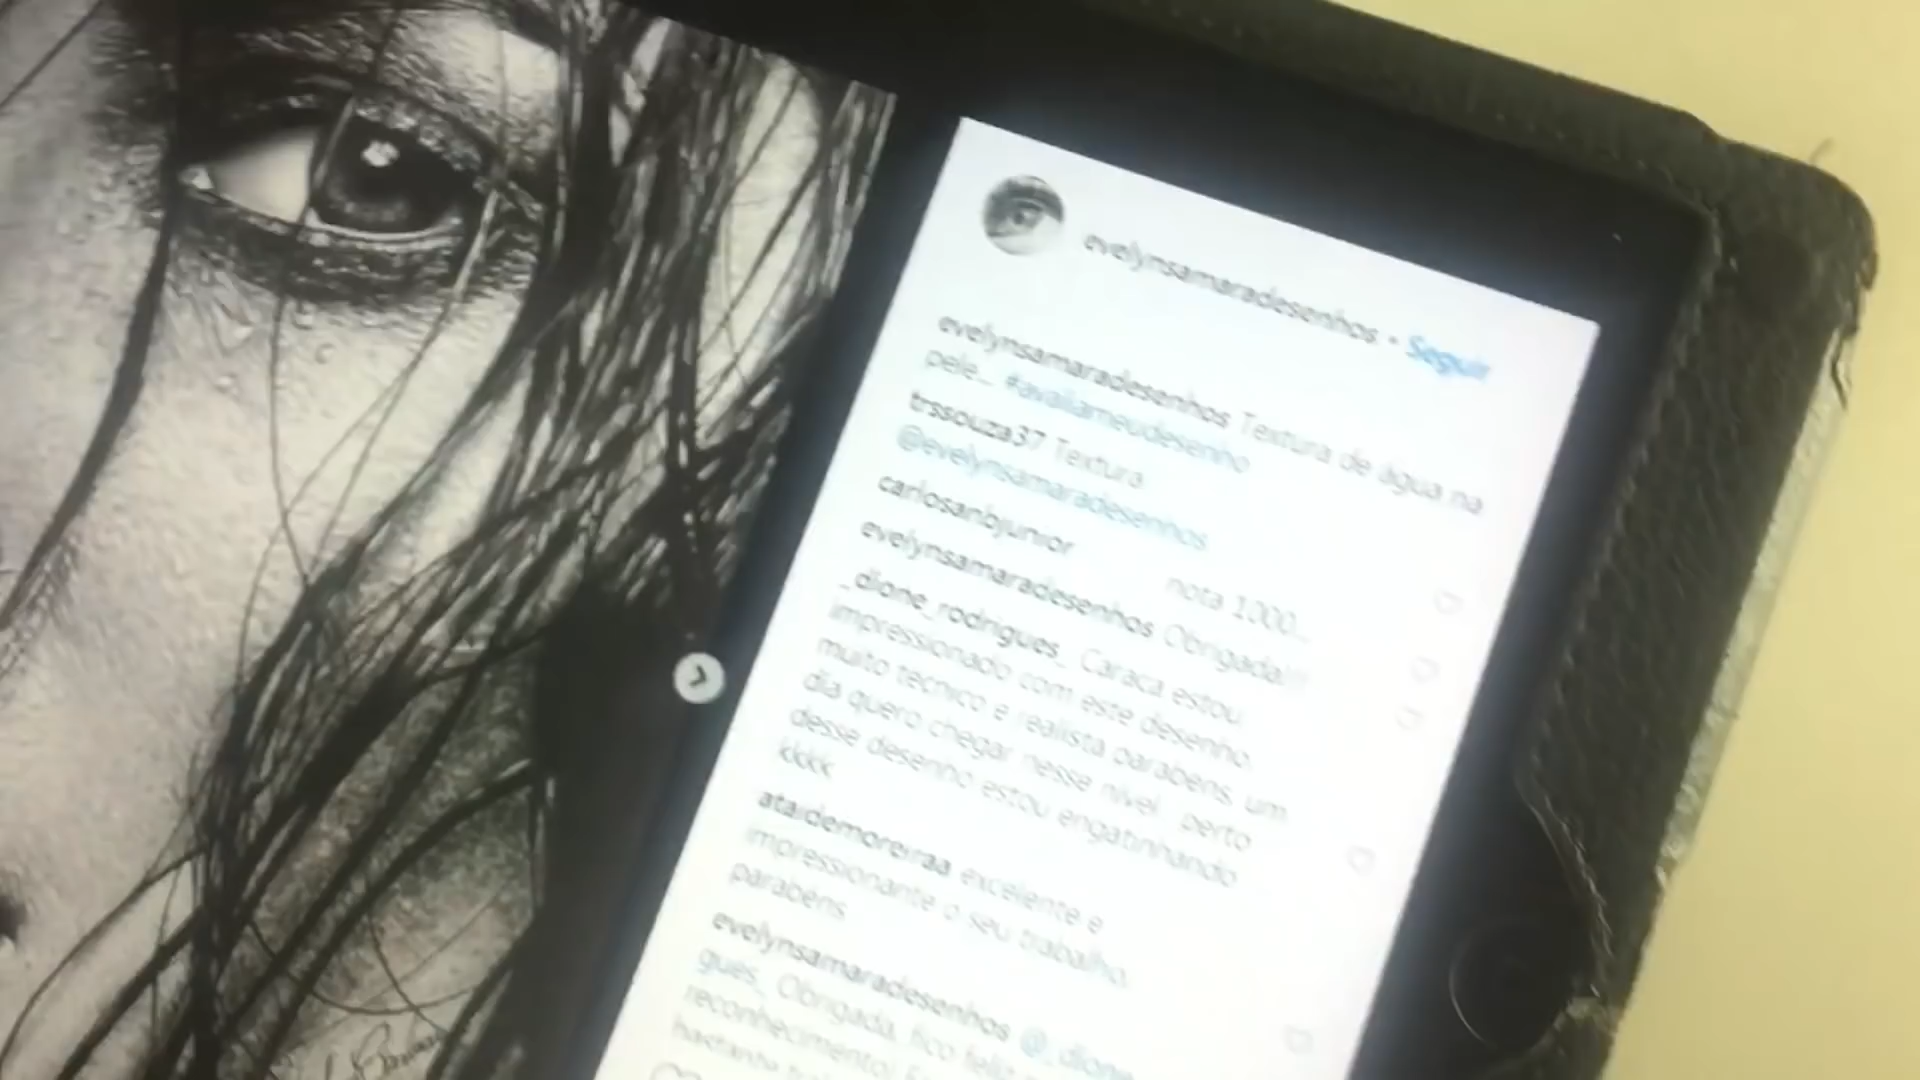 evelynsamaradesenhos • Seguir
evelynsamaradesenhos Textura de água na
pele... #avaliameudesenho
trssouza37 Textura
@evelynsamaradesenhos
carlosanbjunior
nota 1000...
evelynsamaradesenhos Obrigada!!!
_dione_rodrigues_ Caraca estou
impressionado com este desenho
muito tecnico e realista parabens, um
dia quero chegar nesse nivel perto
desse desenho estou engatinhando
kkkk
ataidemoreiraa excelente e
impressionante o seu trabalho,
parabens
evelynsamaradesenhos @_dione
gues_ Obrigada, fico feliz
reconhecimento!
bastante